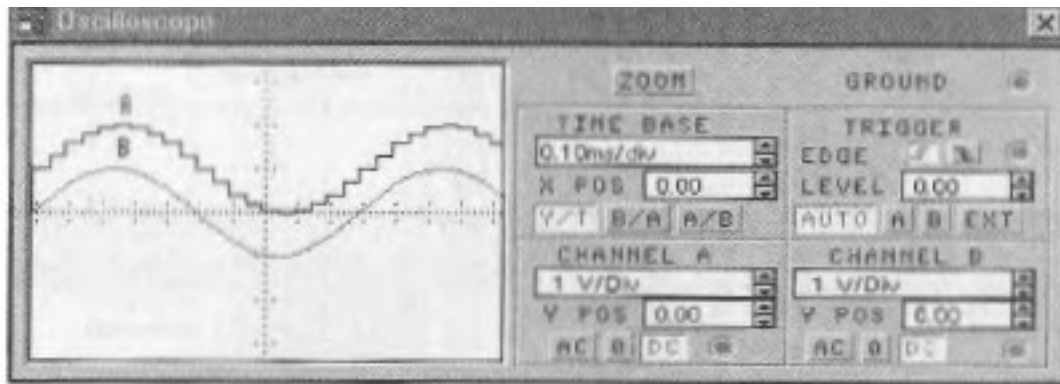 Oscilloscope
A
B
ZOOM
GROUND
TIME BASE
0.10ms/div
X POS 0.00
Y/T B/A A/B
TRIGGER
EDGE
LEVEL 0.00
AUTO A B EXT
CHANNEL A
1 V/Div
Y POS 0.00
AC 0 DC
CHANNEL B
1 V/Div
Y POS 0.00
AC 0 DC